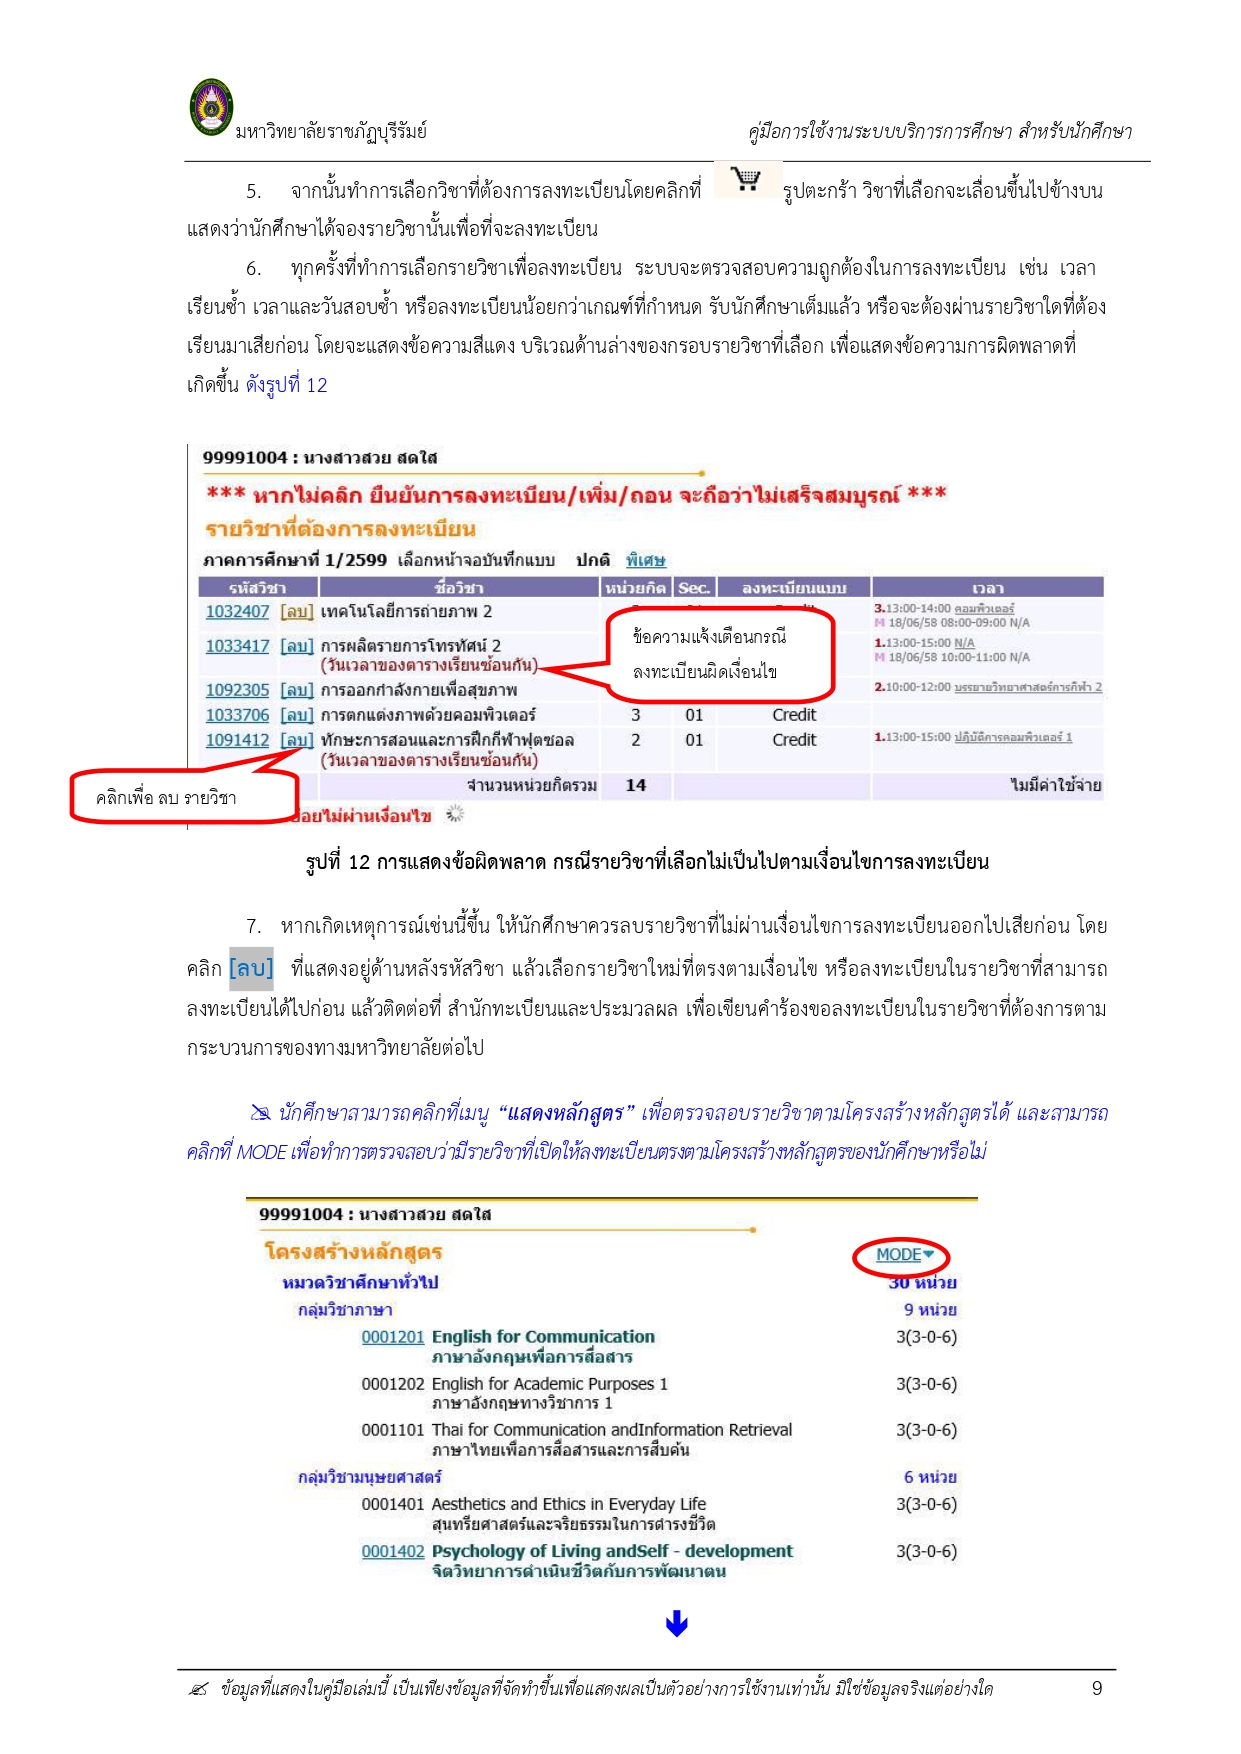 มหาวิทยาลัยราชภัฏบุรีรัมย์ คู่มือการใช้งานระบบบริการการศึกษา สำหรับนักศึกษา
5. จากนั้นทำการเลือกวิชาที่ต้องการลงทะเบียนโดยคลิกที่ รูปตะกร้า วิชาที่เลือกจะเลื่อนขึ้นไปข้างบน
แสดงว่านักศึกษาได้จองรายวิชานั้นเพื่อที่จะลงทะเบียน
6. ทุกครั้งที่ทำการเลือกรายวิชาเพื่อลงทะเบียน ระบบจะตรวจสอบความถูกต้องในการลงทะเบียน เช่น เวลา
เรียนซ้ำ เวลาและวันสอบซ้ำ หรือลงทะเบียนน้อยกว่าเกณฑ์ที่กำหนด รับนักศึกษาเต็มแล้ว หรือจะต้องผ่านรายวิชาใดที่ต้อง
เรียนมาเสียก่อน โดยจะแสดงข้อความสีแดง บริเวณด้านล่างของกรอบรายวิชาที่เลือก เพื่อแสดงข้อความการผิดพลาดที่
เกิดขึ้น ดังรูปที่ 12
99991004 : นางสาวสวย สดใส
*** หากไม่คลิก ยืนยันการลงทะเบียน/เพิ่ม/ถอน จะถือว่าไม่เสร็จสมบูรณ์ ***
รายวิชาที่ต้องการลงทะเบียน
ภาคการศึกษาที่ 1/2599 เลือกหน้าจอบันทึกแบบ ปกติ พิเศษ
รหัสวิชา ชื่อวิชา หน่วยกิต Sec. ลงทะเบียนแบบ เวลา
1032407 [ลบ] เทคโนโลยีการถ่ายภาพ 2 3.13:00-14:00 คอมพิวเตอร์
M 18/06/58 08:00-09:00 N/A
1033417 [ลบ] การผลิตรายการโทรทัศน์ 2 1.13:00-15:00 N/A
(วันเวลาของตารางเรียนซ้อนกัน) M 18/06/58 10:00-11:00 N/A
ข้อความแจ้งเตือนกรณี
ลงทะเบียนผิดเงื่อนไข
1092305 [ลบ] การออกกำลังกายเพื่อสุขภาพ 2.10:00-12:00 บรรยายวิทยาศาสตร์การกีฬา 2
1033706 [ลบ] การตกแต่งภาพด้วยคอมพิวเตอร์ 3 01 Credit
1091412 [ลบ] ทักษะการสอนและการฝึกกีฬาฟุตซอล 2 01 Credit 1.13:00-15:00 ปฏิบัติการคอมพิวเตอร์ 1
(วันเวลาของตารางเรียนซ้อนกัน)
จำนวนหน่วยกิตรวม 14 ไม่มีค่าใช้จ่าย
คลิกเพื่อ ลบ รายวิชา
ไม่ผ่านเงื่อนไข
รูปที่ 12 การแสดงข้อผิดพลาด กรณีรายวิชาที่เลือกไม่เป็นไปตามเงื่อนไขการลงทะเบียน
7. หากเกิดเหตุการณ์เช่นนี้ขึ้น ให้นักศึกษาควรลบรายวิชาที่ไม่ผ่านเงื่อนไขการลงทะเบียนออกไปเสียก่อน โดย
คลิก [ลบ] ที่แสดงอยู่ด้านหลังรหัสวิชา แล้วเลือกรายวิชาใหม่ที่ตรงตามเงื่อนไข หรือลงทะเบียนในรายวิชาที่สามารถ
ลงทะเบียนได้ไปก่อน แล้วติดต่อที่ สำนักทะเบียนและประมวลผล เพื่อเขียนคำร้องขอลงทะเบียนในรายวิชาที่ต้องการตาม
กระบวนการของทางมหาวิทยาลัยต่อไป
นักศึกษาสามารถคลิกที่เมนู “แสดงหลักสูตร” เพื่อตรวจสอบรายวิชาตามโครงสร้างหลักสูตรได้ และสามารถ
คลิกที่ MODE เพื่อทำการตรวจสอบว่ามีรายวิชาที่เปิดให้ลงทะเบียนตรงตามโครงสร้างหลักสูตรของนักศึกษาหรือไม่
99991004 : นางสาวสวย สดใส
โครงสร้างหลักสูตร MODE
หมวดวิชาศึกษาทั่วไป 30 หน่วย
กลุ่มวิชาภาษา 9 หน่วย
0001201 English for Communication 3(3-0-6)
ภาษาอังกฤษเพื่อการสื่อสาร
0001202 English for Academic Purposes 1 3(3-0-6)
ภาษาอังกฤษทางวิชาการ 1
0001101 Thai for Communication andInformation Retrieval 3(3-0-6)
ภาษาไทยเพื่อการสื่อสารและการสืบค้น
กลุ่มวิชามนุษยศาสตร์ 6 หน่วย
0001401 Aesthetics and Ethics in Everyday Life 3(3-0-6)
สุนทรียศาสตร์และจริยธรรมในการดำรงชีวิต
0001402 Psychology of Living andSelf - development 3(3-0-6)
จิตวิทยาการดำเนินชีวิตกับการพัฒนาตน
ข้อมูลที่แสดงในคู่มือเล่มนี้ เป็นเพียงข้อมูลที่จัดทำขึ้นเพื่อแสดงผลเป็นตัวอย่างการใช้งานเท่านั้น มิใช่ข้อมูลจริงแต่อย่างใด 9